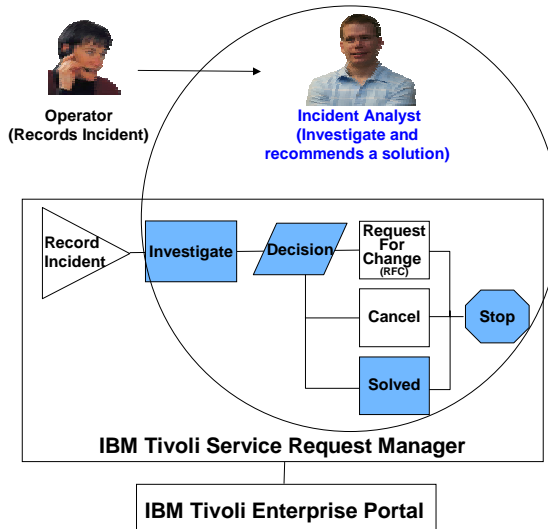 Operator
(Records Incident)
Incident Analyst
(Investigate and
recommends a solution)
Record
Incident
Investigate
Decision
Request
For
Change
(RFC)
Cancel
Stop
Solved
IBM Tivoli Service Request Manager
IBM Tivoli Enterprise Portal